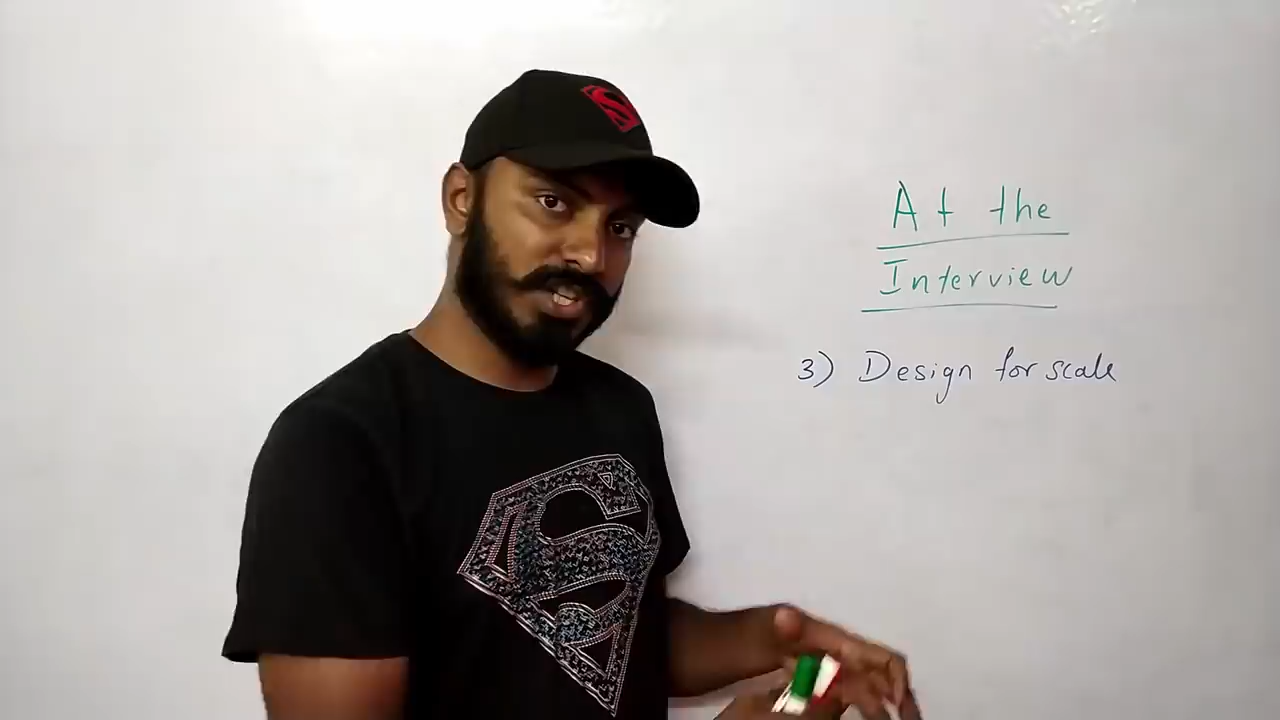 At the
Interview
3) Design for scale